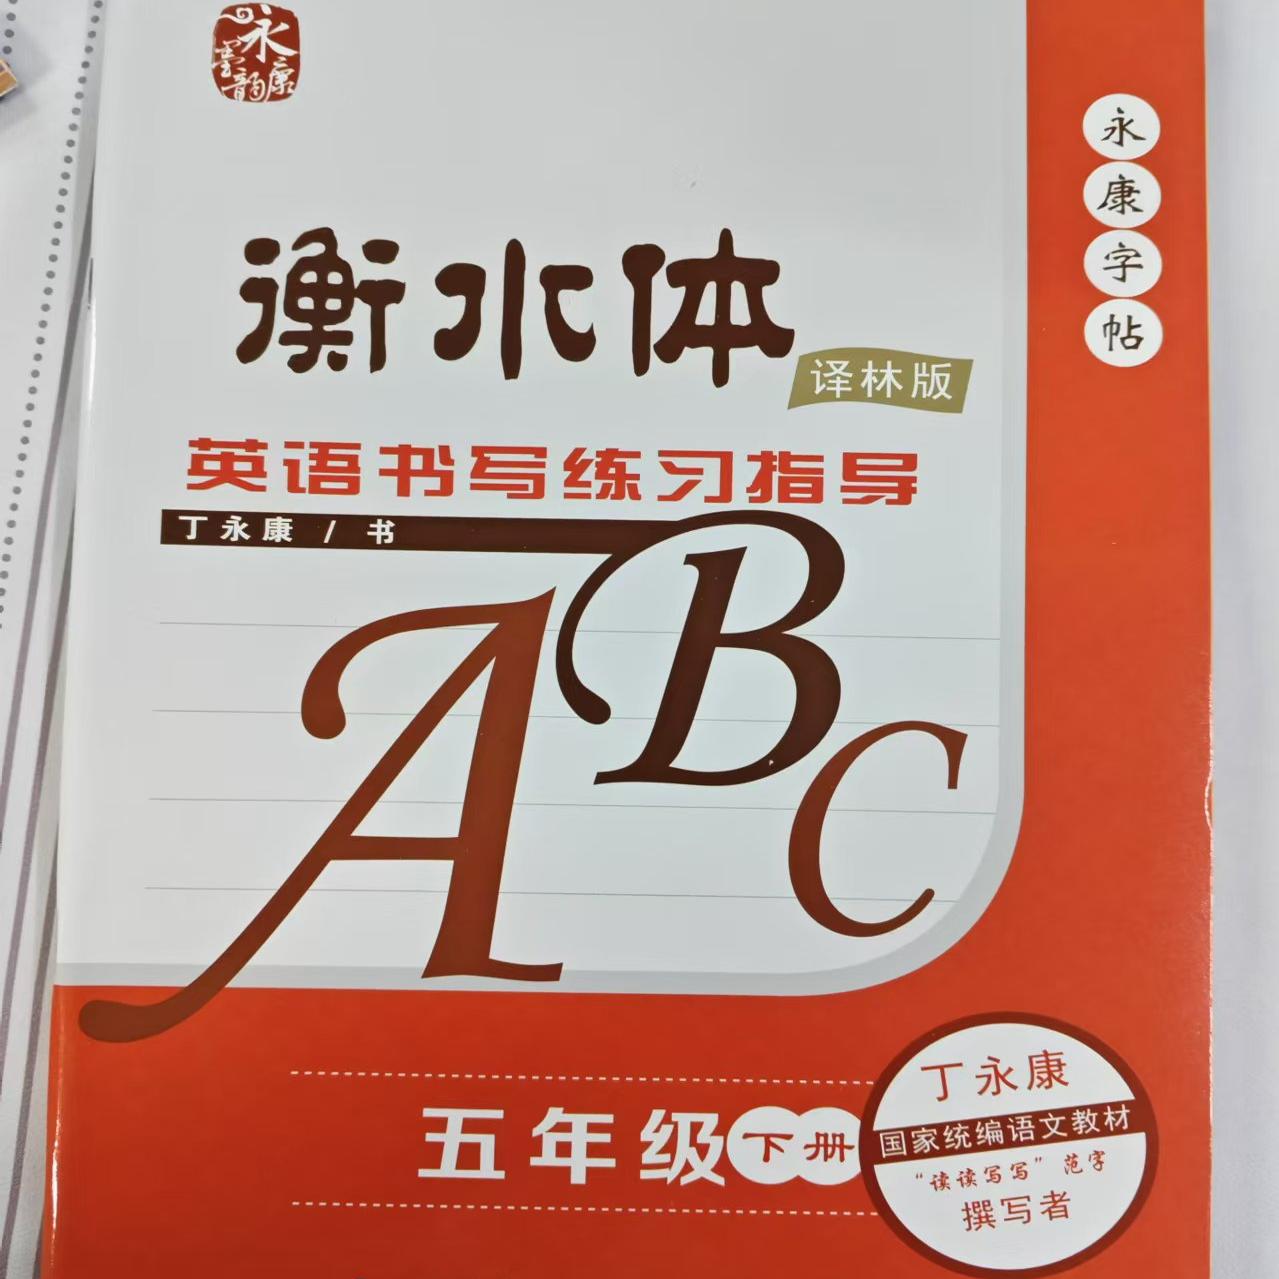 永康墨韵
永康字帖
衡水体
译林版
英语书写练习指导
丁永康 / 书
ABC
五年级下册
丁永康
国家统编语文教材
“读读写写”范字
撰写者